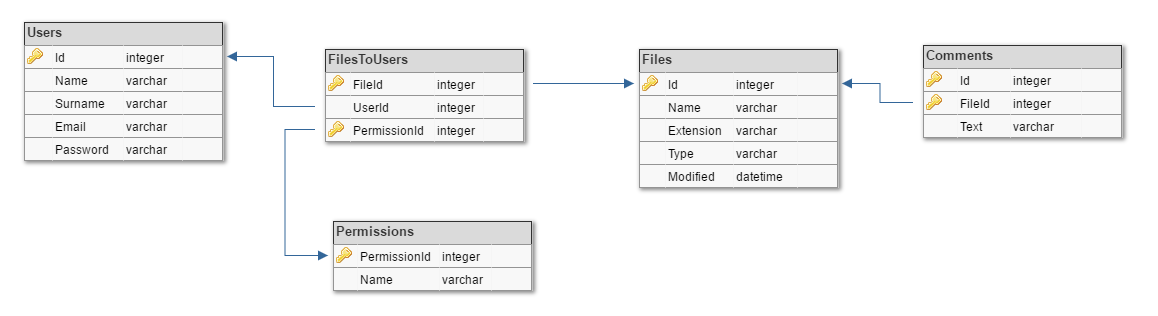 Users
Id integer
Name varchar
Surname varchar
Email varchar
Password varchar
FilesToUsers
FileId integer
UserId integer
PermissionId integer
Files
Id integer
Name varchar
Extension varchar
Type varchar
Modified datetime
Comments
Id integer
FileId integer
Text varchar
Permissions
PermissionId integer
Name varchar